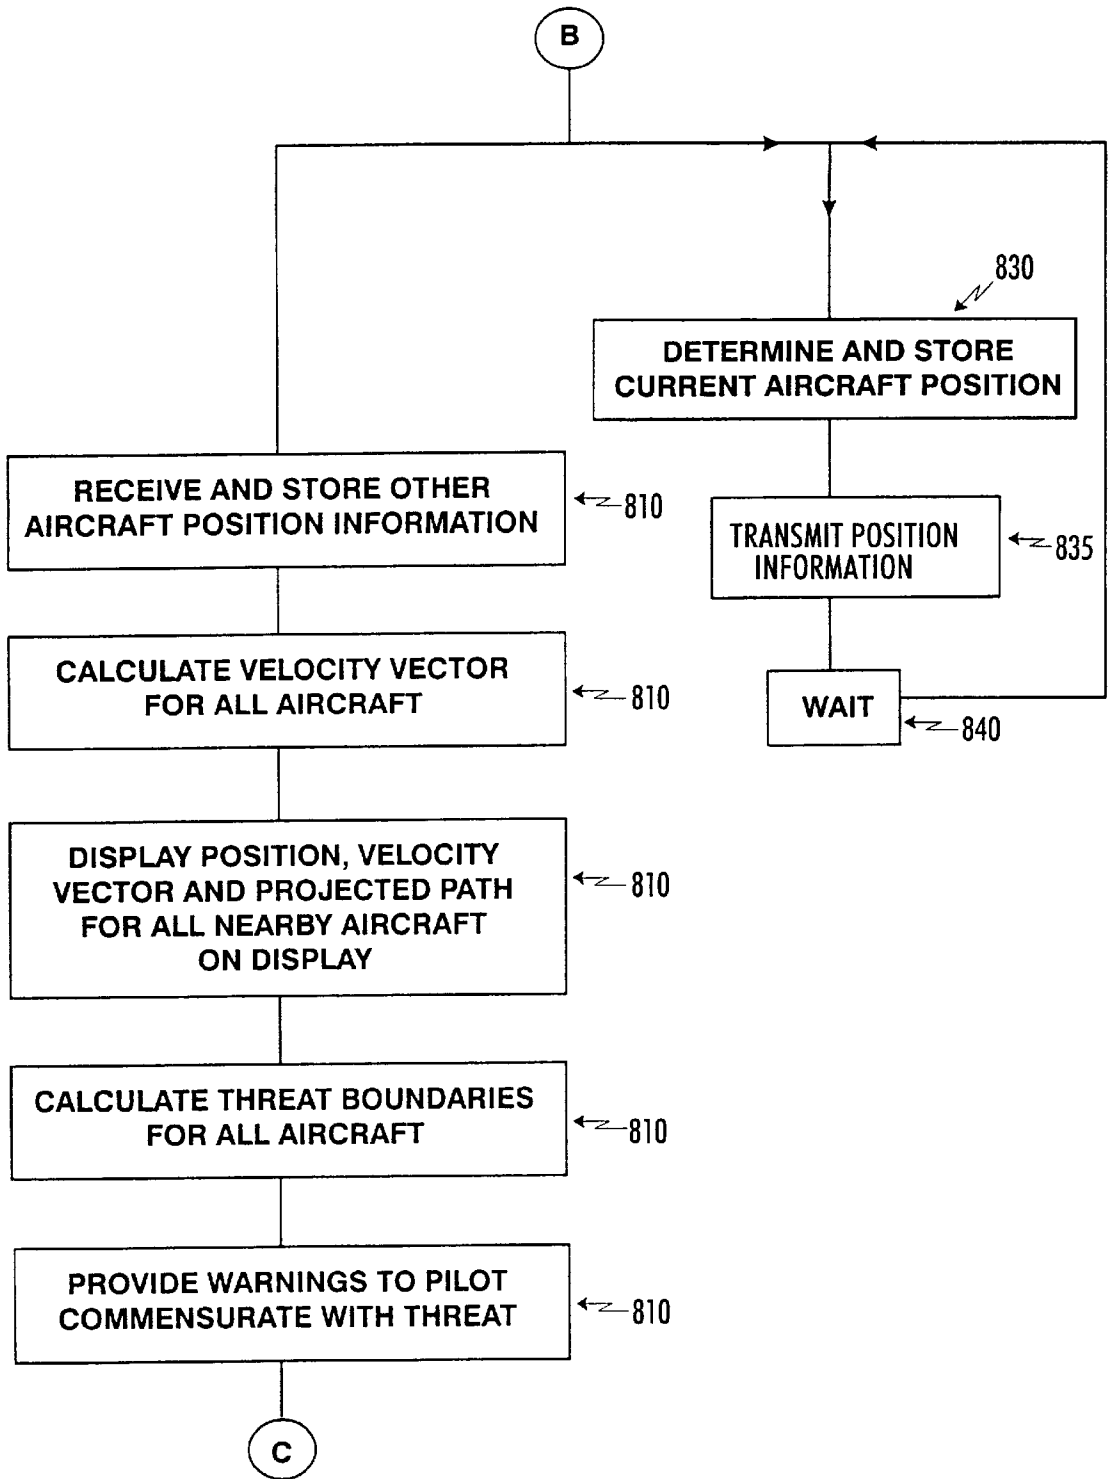 B
830
DETERMINE AND STORE
CURRENT AIRCRAFT POSITION
RECEIVE AND STORE OTHER
AIRCRAFT POSITION INFORMATION
810
TRANSMIT POSITION
INFORMATION
835
CALCULATE VELOCITY VECTOR
FOR ALL AIRCRAFT
810
WAIT
840
DISPLAY POSITION, VELOCITY
VECTOR AND PROJECTED PATH
FOR ALL NEARBY AIRCRAFT
ON DISPLAY
810
CALCULATE THREAT BOUNDARIES
FOR ALL AIRCRAFT
810
PROVIDE WARNINGS TO PILOT
COMMENSURATE WITH THREAT
810
C